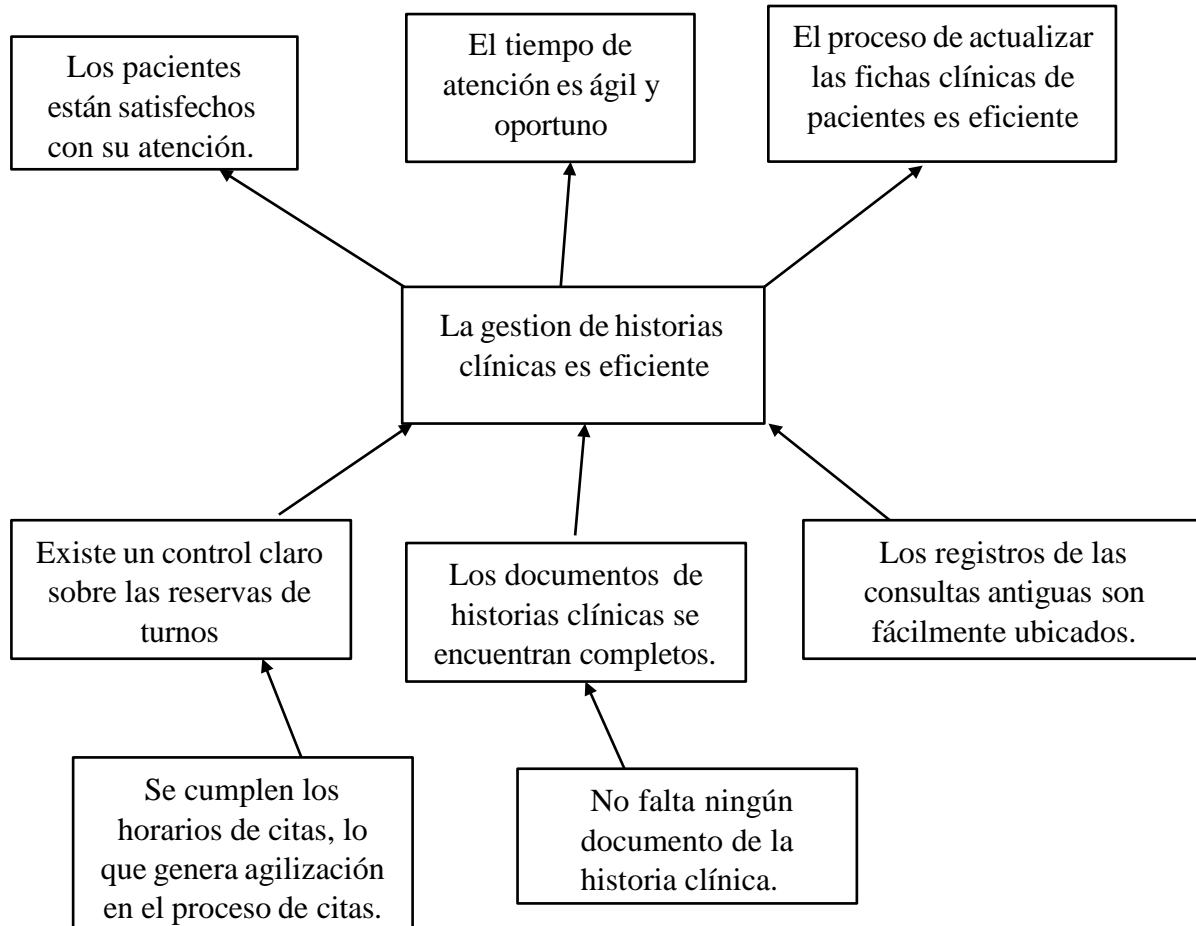 Los pacientes
están satisfechos
con su atención.
El tiempo de
atención es ágil y
oportuno
El proceso de actualizar
las fichas clínicas de
pacientes es eficiente
La gestion de historias
clínicas es eficiente
Existe un control claro
sobre las reservas de
turnos
Los documentos de
historias clínicas se
encuentran completos.
Los registros de las
consultas antiguas son
fácilmente ubicados.
Se cumplen los
horarios de citas, lo
que genera agilización
en el proceso de citas.
No falta ningún
documento de la
historia clínica.